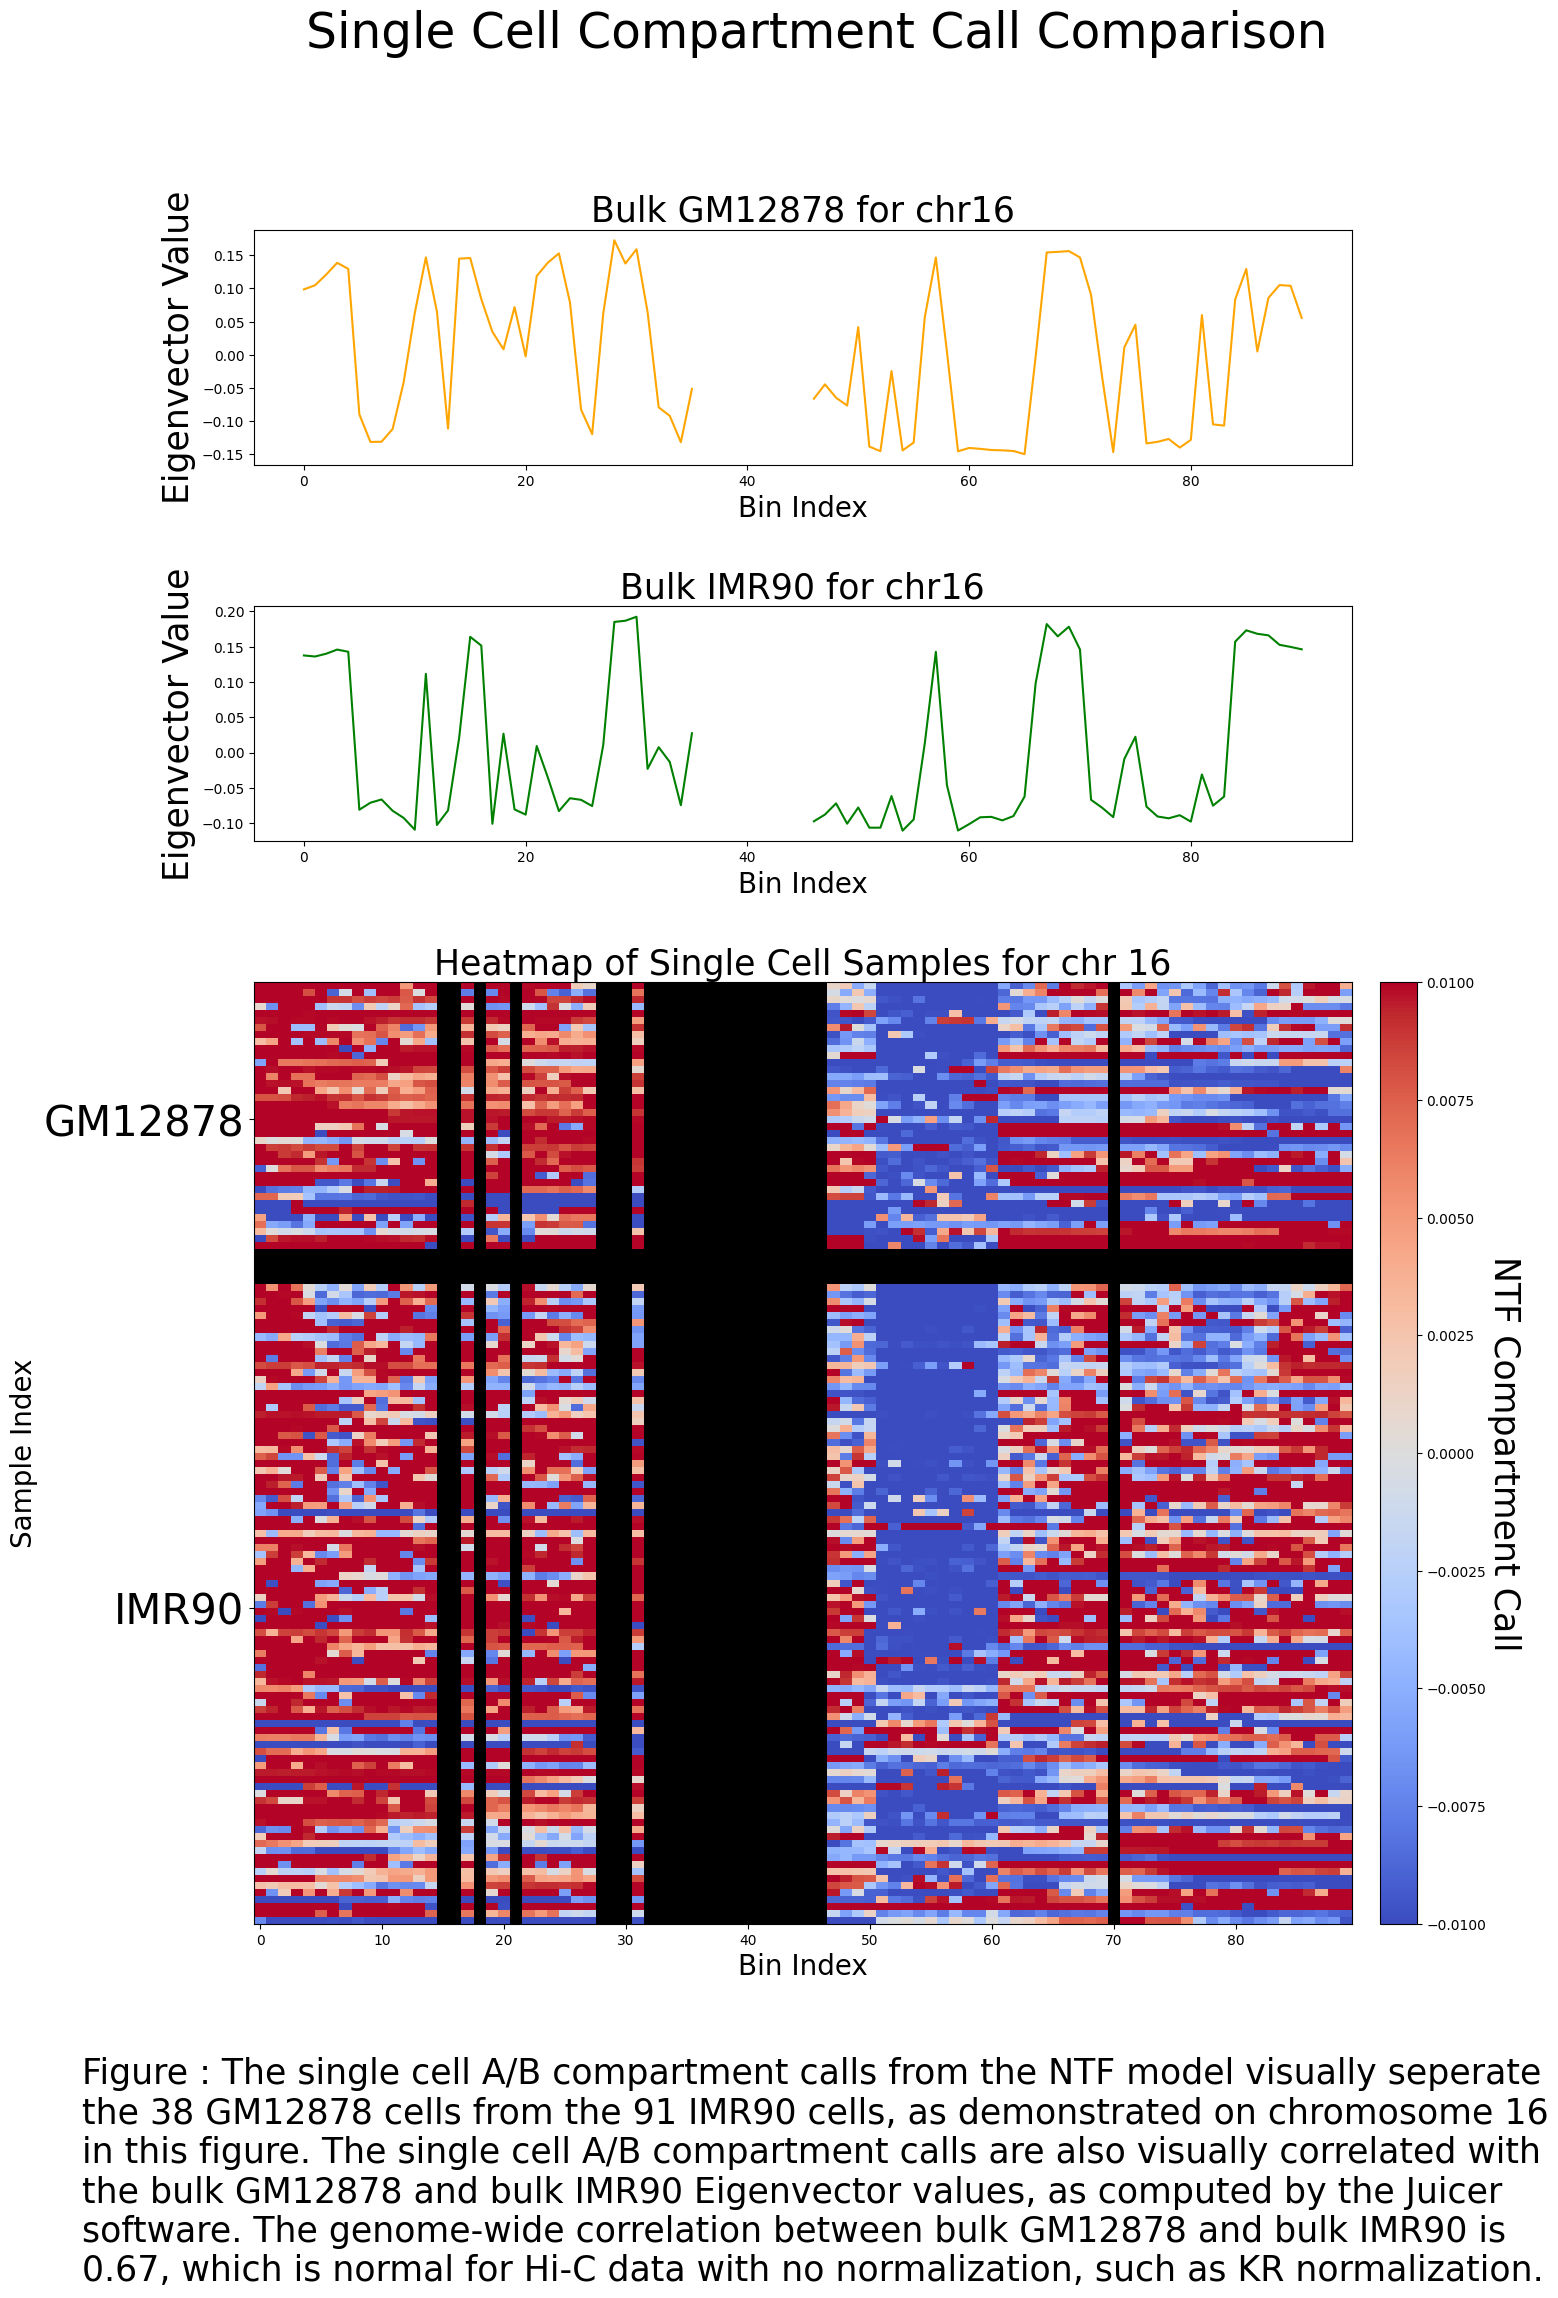 Single Cell Compartment Call Comparison
Bulk GM12878 for chr16
Eigenvector Value
0.15
0.10
0.05
0.00
−0.05
−0.10
−0.15
0 20 40 60 80
Bin Index
Bulk IMR90 for chr16
Eigenvector Value
0.20
0.15
0.10
0.05
0.00
−0.05
−0.10
0 20 40 60 80
Bin Index
Heatmap of Single Cell Samples for chr 16
Sample Index
GM12878
IMR90
0 10 20 30 40 50 60 70 80
Bin Index
0.0100
0.0075
0.0050
0.0025
0.0000
−0.0025
−0.0050
−0.0075
−0.0100
NTF Compartment Call
Figure : The single cell A/B compartment calls from the NTF model visually seperate
the 38 GM12878 cells from the 91 IMR90 cells, as demonstrated on chromosome 16
in this figure. The single cell A/B compartment calls are also visually correlated with
the bulk GM12878 and bulk IMR90 Eigenvector values, as computed by the Juicer
software. The genome-wide correlation between bulk GM12878 and bulk IMR90 is
0.67, which is normal for Hi-C data with no normalization, such as KR normalization.